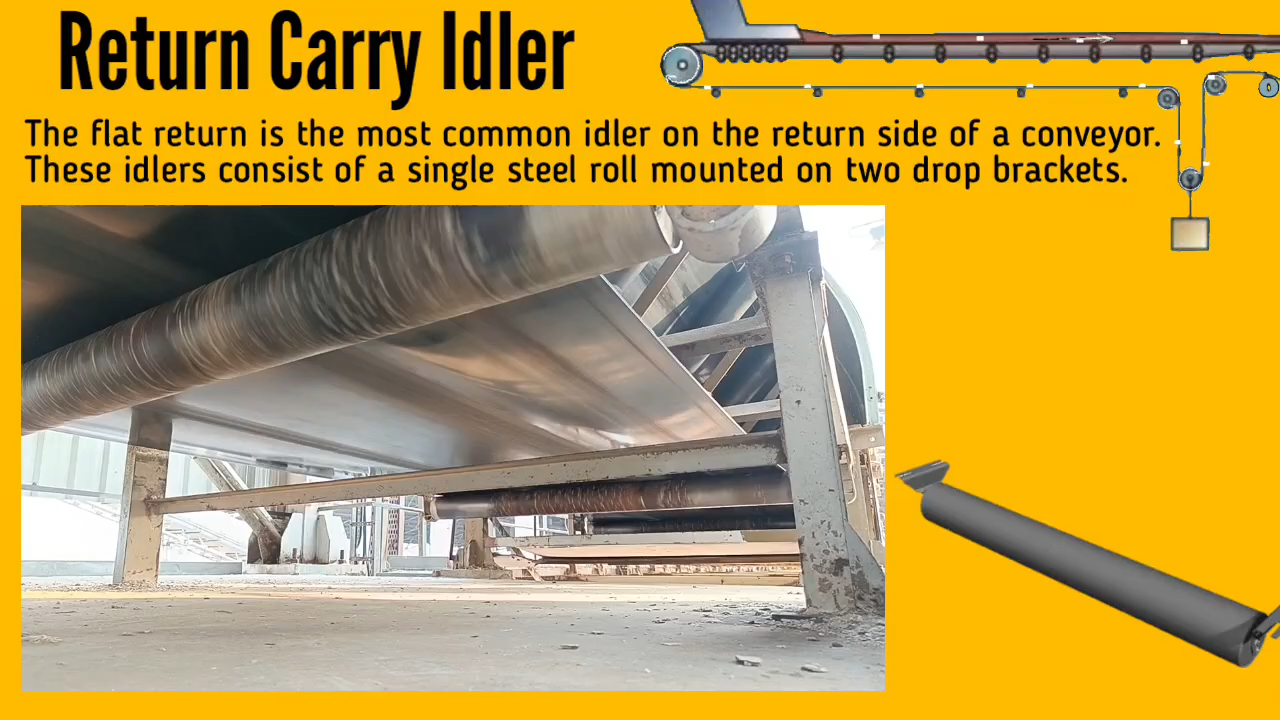 Return Carry Idler
The flat return is the most common idler on the return side of a conveyor.
These idlers consist of a single steel roll mounted on two drop brackets.